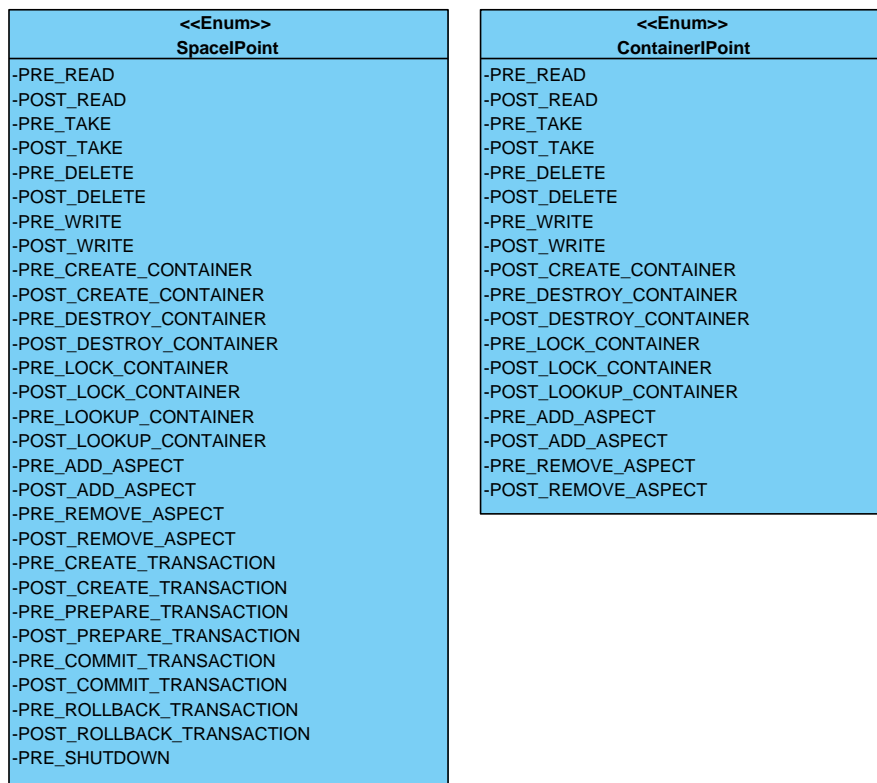 <<Enum>>
SpaceIPoint
-PRE_READ
-POST_READ
-PRE_TAKE
-POST_TAKE
-PRE_DELETE
-POST_DELETE
-PRE_WRITE
-POST_WRITE
-PRE_CREATE_CONTAINER
-POST_CREATE_CONTAINER
-PRE_DESTROY_CONTAINER
-POST_DESTROY_CONTAINER
-PRE_LOCK_CONTAINER
-POST_LOCK_CONTAINER
-PRE_LOOKUP_CONTAINER
-POST_LOOKUP_CONTAINER
-PRE_ADD_ASPECT
-POST_ADD_ASPECT
-PRE_REMOVE_ASPECT
-POST_REMOVE_ASPECT
-PRE_CREATE_TRANSACTION
-POST_CREATE_TRANSACTION
-PRE_PREPARE_TRANSACTION
-POST_PREPARE_TRANSACTION
-PRE_COMMIT_TRANSACTION
-POST_COMMIT_TRANSACTION
-PRE_ROLLBACK_TRANSACTION
-POST_ROLLBACK_TRANSACTION
-PRE_SHUTDOWN
<<Enum>>
ContainerIPoint
-PRE_READ
-POST_READ
-PRE_TAKE
-POST_TAKE
-PRE_DELETE
-POST_DELETE
-PRE_WRITE
-POST_WRITE
-POST_CREATE_CONTAINER
-PRE_DESTROY_CONTAINER
-POST_DESTROY_CONTAINER
-PRE_LOCK_CONTAINER
-POST_LOCK_CONTAINER
-POST_LOOKUP_CONTAINER
-PRE_ADD_ASPECT
-POST_ADD_ASPECT
-PRE_REMOVE_ASPECT
-POST_REMOVE_ASPECT